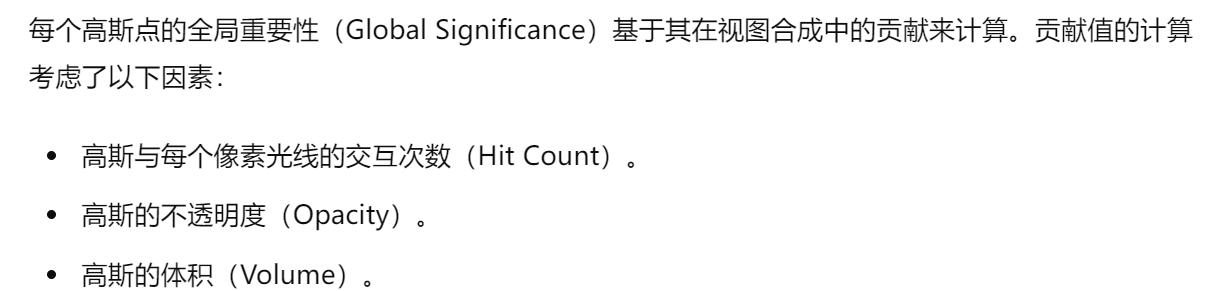 每个高斯点的全局重要性（Global Significance）基于其在视图合成中的贡献来计算。贡献值的计算
考虑了以下因素：
• 高斯与每个像素光线的交互次数（Hit Count）。
• 高斯的不透明度（Opacity）。
• 高斯的体积（Volume）。